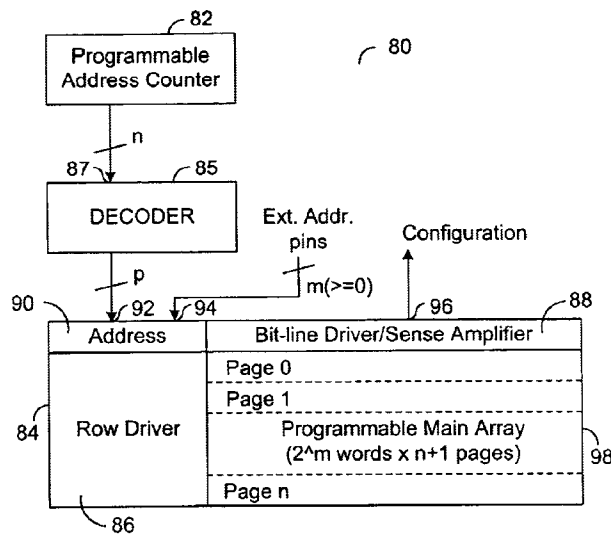 82
Programmable
Address Counter
80
n
87
85
DECODER
Ext. Addr.
pins
Configuration
p
m(>=0)
90
92
94
96
88
Address
Bit-line Driver/Sense Amplifier
Page 0
Page 1
84
Row Driver
Programmable Main Array
(2^m words x n+1 pages)
98
Page n
86